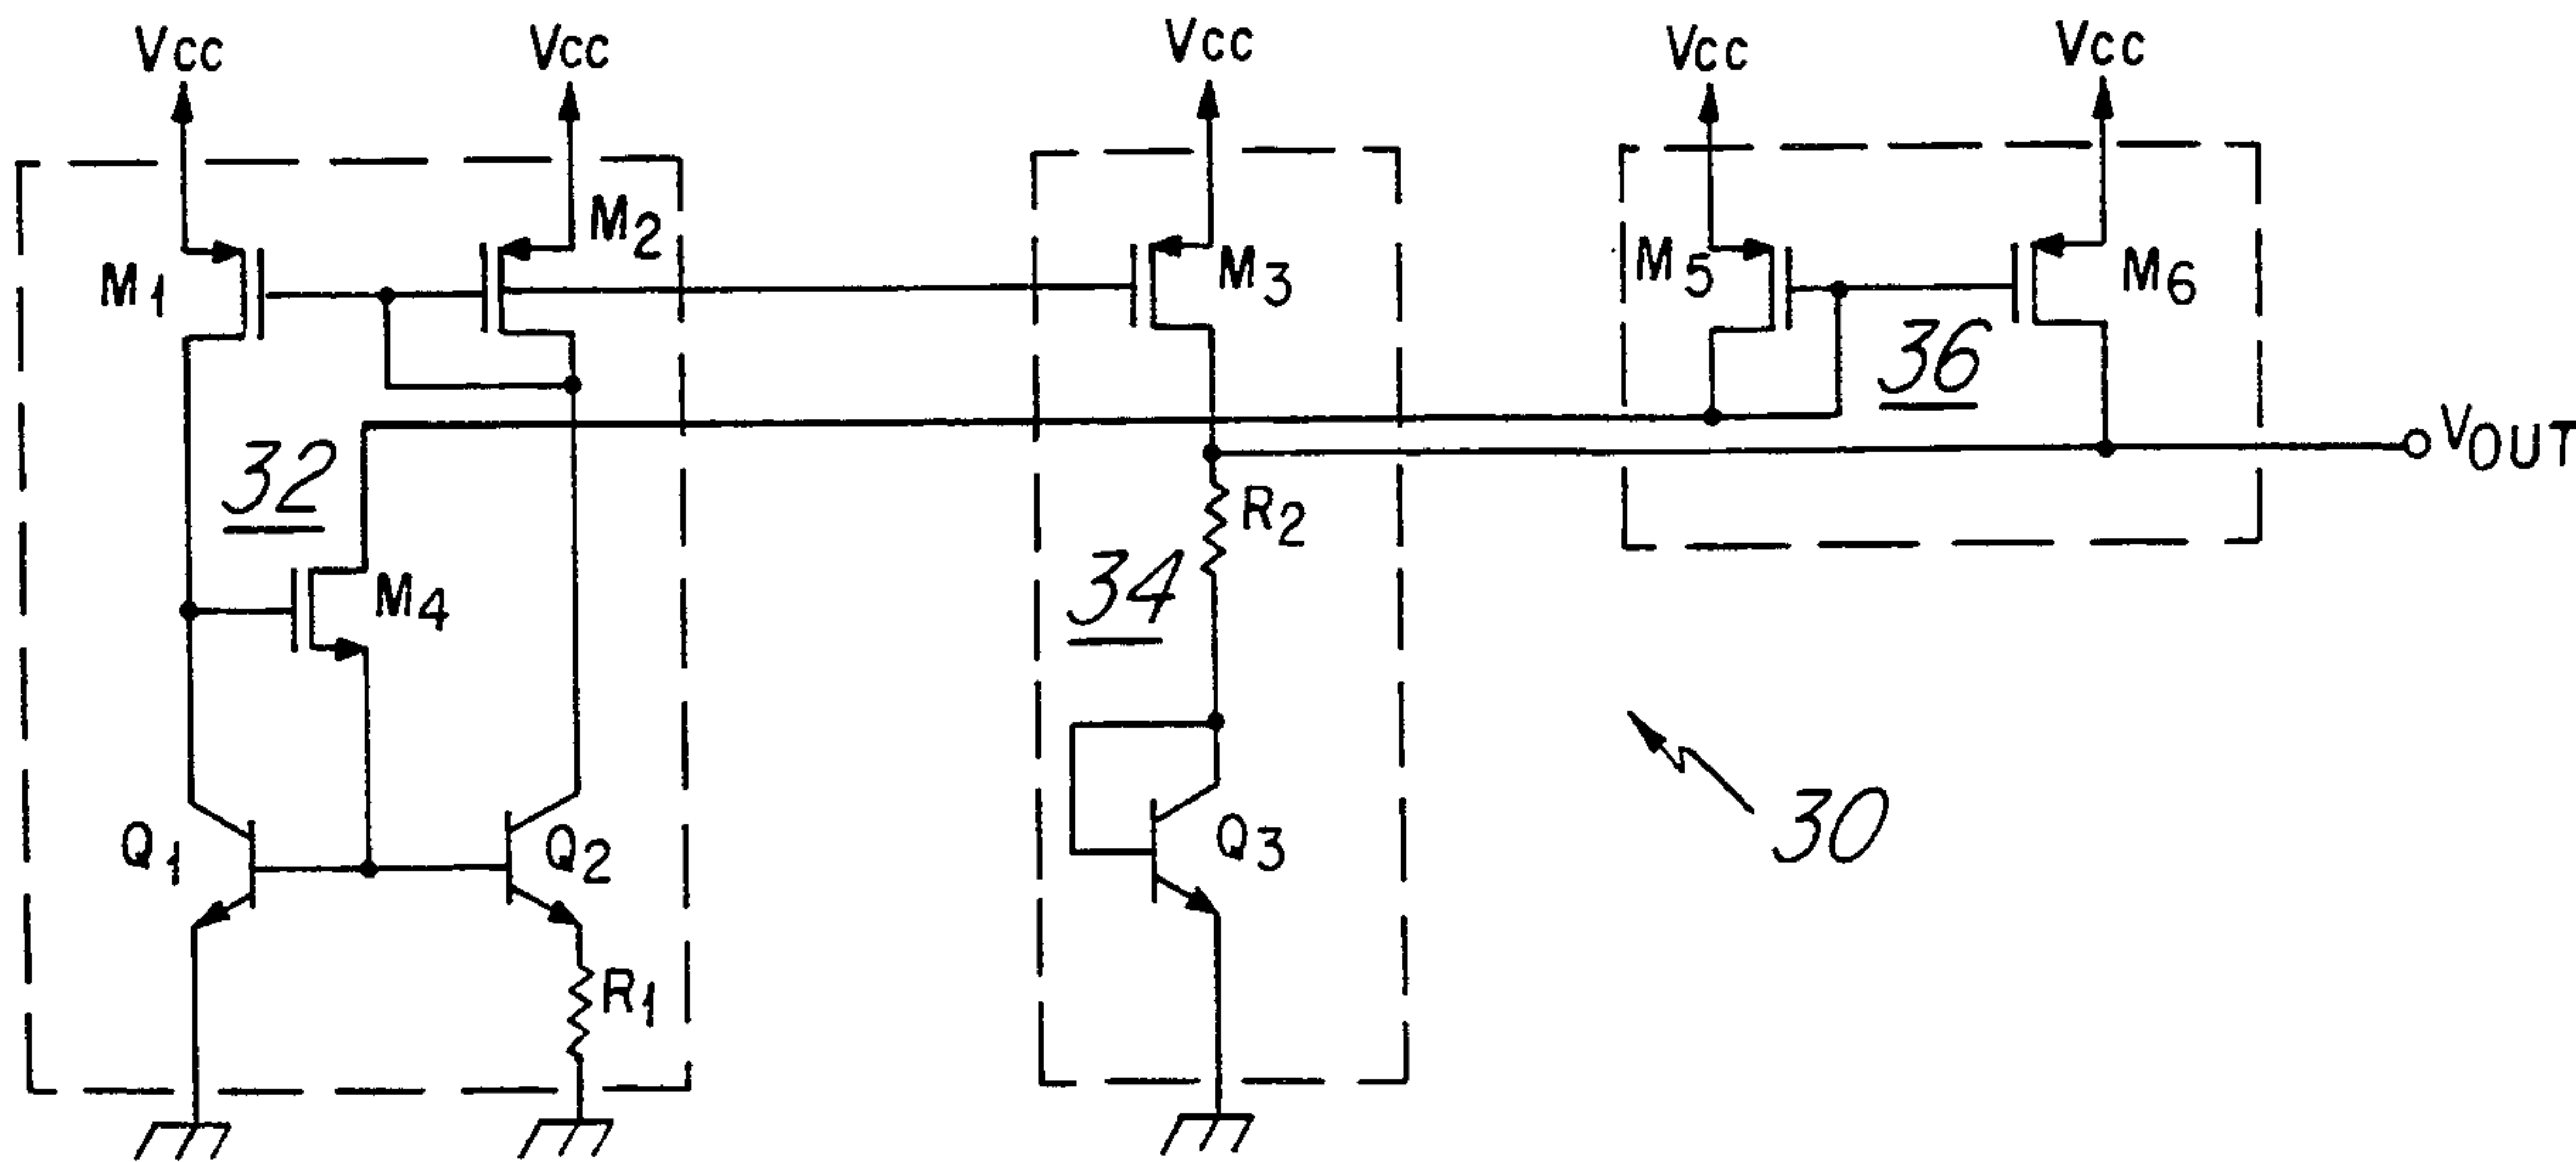 Vcc Vcc Vcc Vcc Vcc
M1 M2 M3 M5 M6
36
VOUT
32 M4 R2
34
Q1 Q2 Q3 30
R1